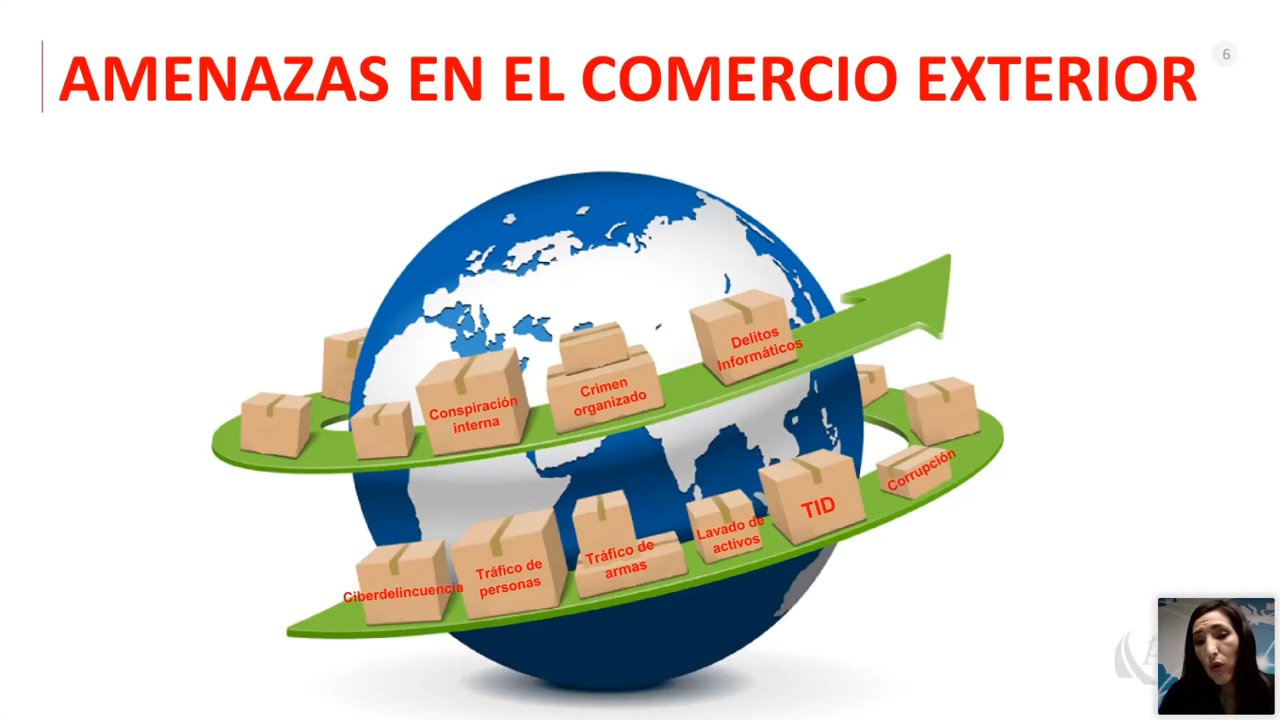 AMENAZAS EN EL COMERCIO EXTERIOR
6
Delitos
Informáticos
Crimen
organizado
Conspiración
interna
Corrupción
TID
Lavado de
activos
Tráfico de
armas
Tráfico de
personas
Ciberdelincuencia